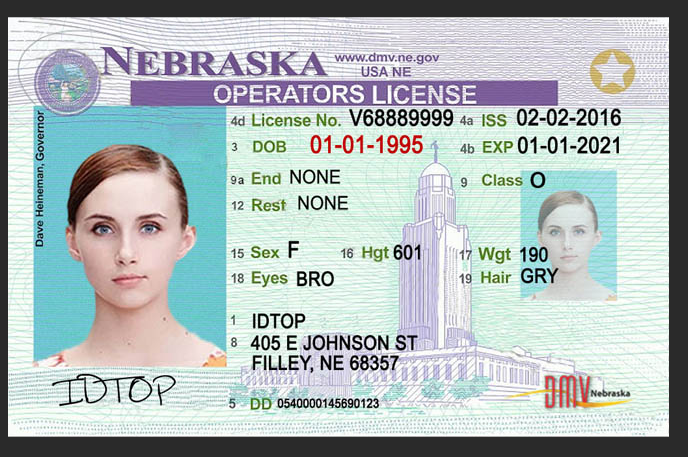 NEBRASKA
www.dmv.ne.gov
USA NE
OPERATORS LICENSE
4d License No. V68889999 4a ISS 02-02-2016
3 DOB 01-01-1995 4b EXP 01-01-2021
9a End NONE 9 Class O
12 Rest NONE
15 Sex F 16 Hgt 601 17 Wgt 190
18 Eyes BRO 19 Hair GRY
1 IDTOP
8 405 E JOHNSON ST
FILLEY, NE 68357
5 DD 0540000145690123
Dave Heineman, Governor
IDTOP
DMV Nebraska